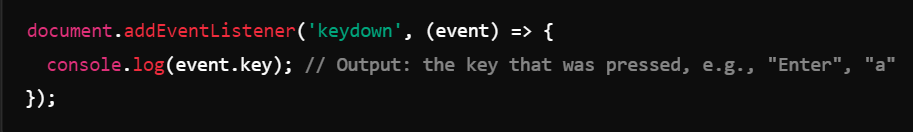 document.addEventListener('keydown', (event) => {
  console.log(event.key); // Output: the key that was pressed, e.g., "Enter", "a"
});